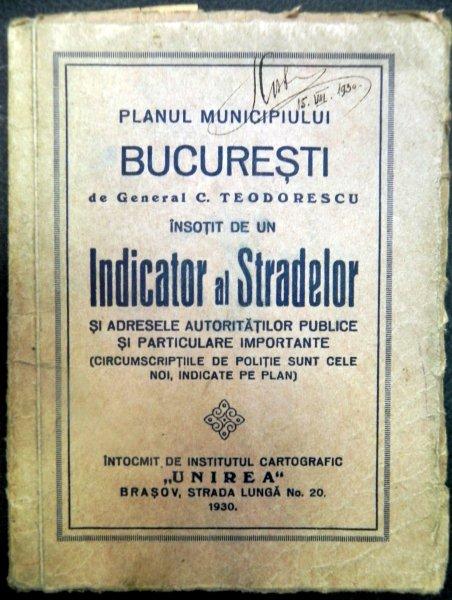 15. VIII. 1930.
PLANUL MUNICIPIULUI
BUCUREȘTI
de General C. TEODORESCU
ÎNSOȚIT DE UN
Indicator al Stradelor
ȘI ADRESELE AUTORITĂȚILOR PUBLICE
ȘI PARTICULARE IMPORTANTE
(CIRCUMSCRIPȚIILE DE POLIȚIE SUNT CELE
NOI, INDICATE PE PLAN)
ÎNTOCMIT DE INSTITUTUL CARTOGRAFIC
„UNIREA“
BRAȘOV, STRADA LUNGĂ No. 20.
1930.